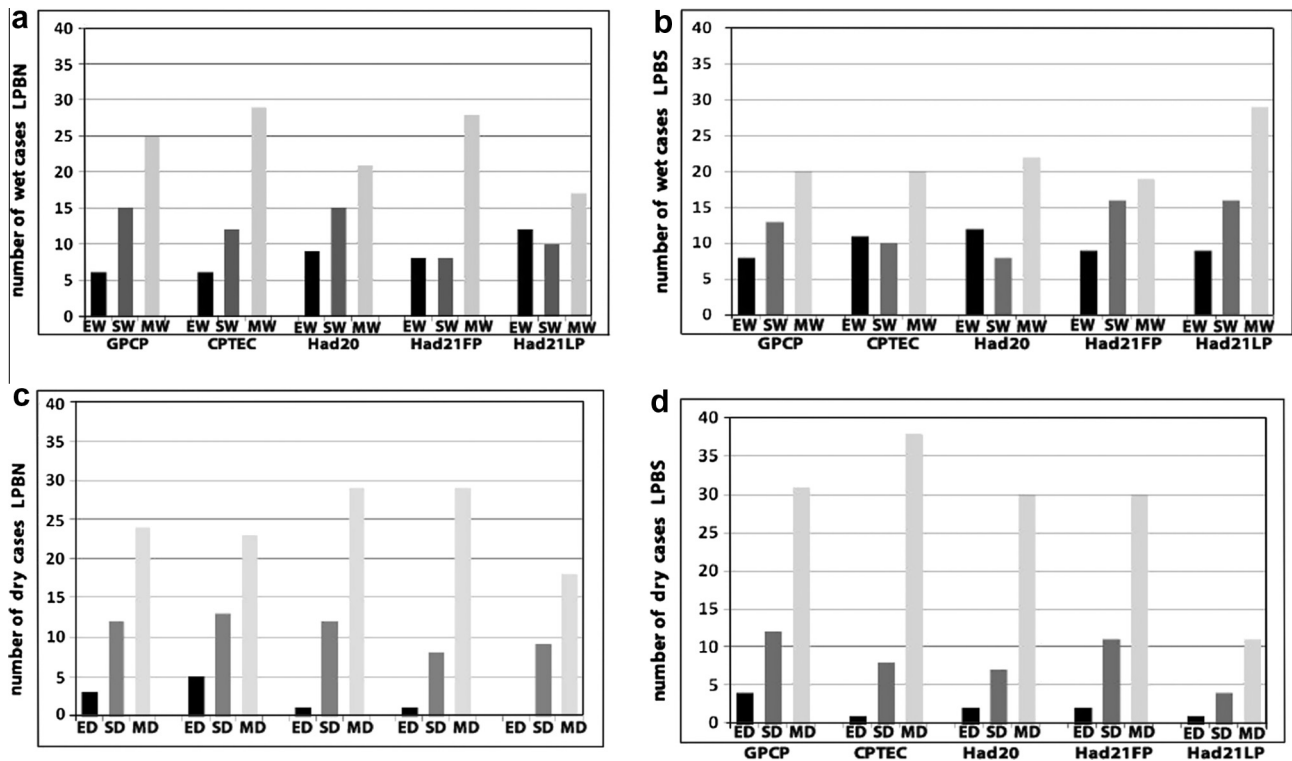 a
number of wet cases LPBN
40
35
30
25
20
15
10
5
0
EW SW MW EW SW MW EW SW MW EW SW MW EW SW MW
GPCP CPTEC Had20 Had21FP Had21LP
b
number of wet cases LPBS
40
35
30
25
20
15
10
5
0
EW SW MW EW SW MW EW SW MW EW SW MW EW SW MW
GPCP CPTEC Had20 Had21FP Had21LP
c
number of dry cases LPBN
40
35
30
25
20
15
10
5
0
ED SD MD ED SD MD ED SD MD ED SD MD ED SD MD
d
number of dry cases LPBS
40
35
30
25
20
15
10
5
0
ED SD MD ED SD MD ED SD MD ED SD MD ED SD MD
GPCP CPTEC Had20 Had21FP Had21LP